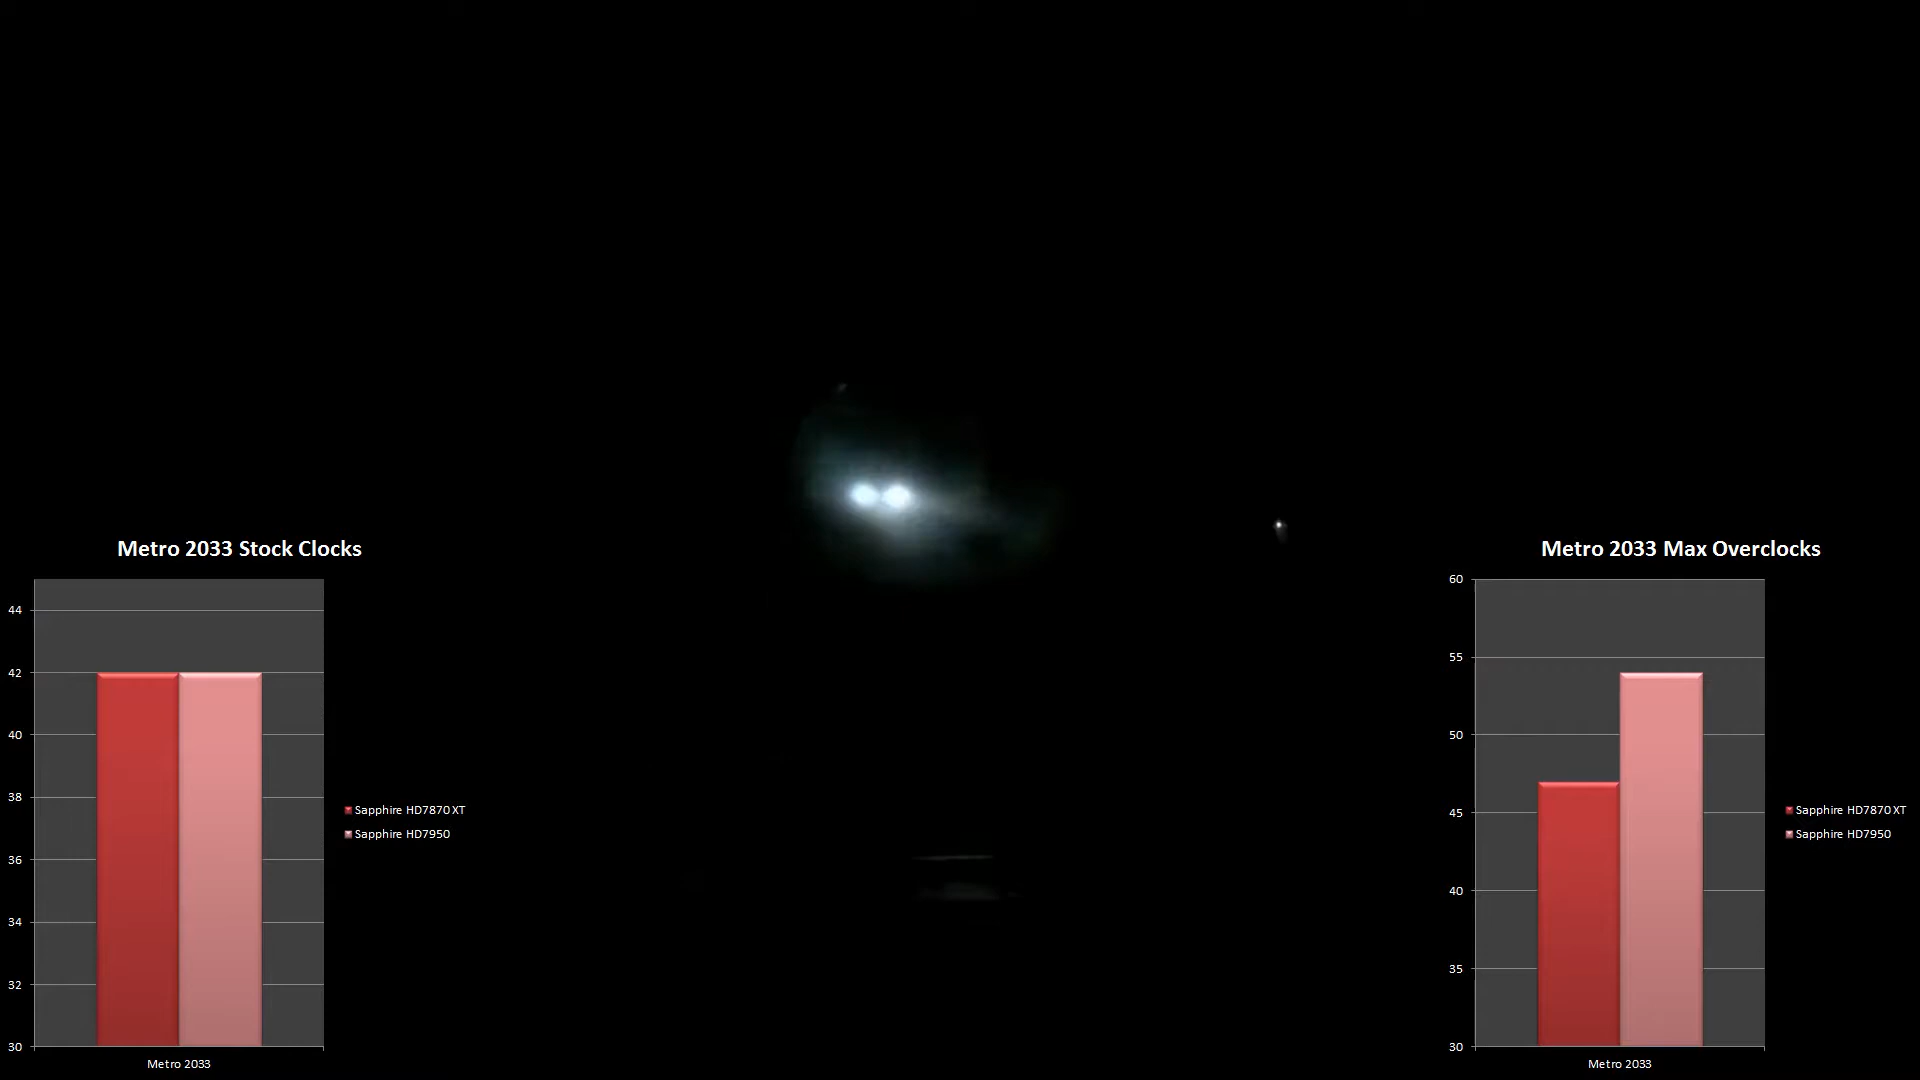 Metro 2033 Stock Clocks
44
42
40
38
36
34
32
30
Metro 2033
Sapphire HD7870 XT
Sapphire HD7950
Metro 2033 Max Overclocks
60
55
50
45
40
35
30
Metro 2033
Sapphire HD7870 XT
Sapphire HD7950